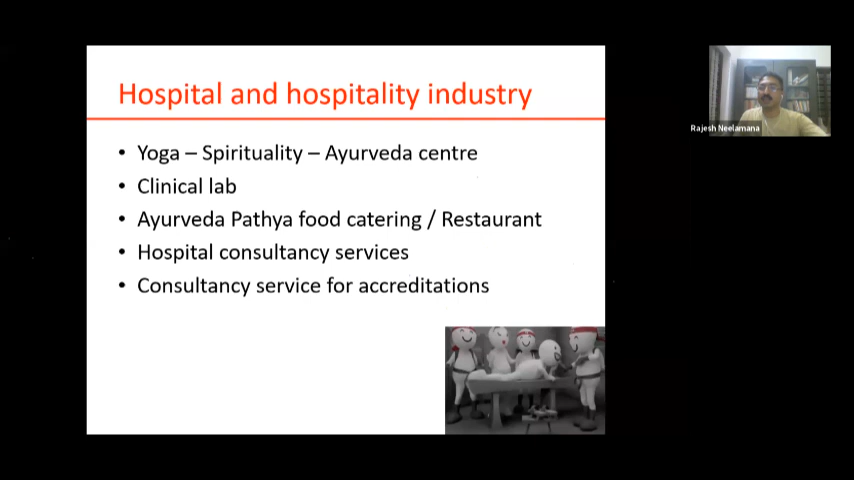 Hospital and hospitality industry
• Yoga – Spirituality – Ayurveda centre
• Clinical lab
• Ayurveda Pathya food catering / Restaurant
• Hospital consultancy services
• Consultancy service for accreditations
Rajesh Neelamana